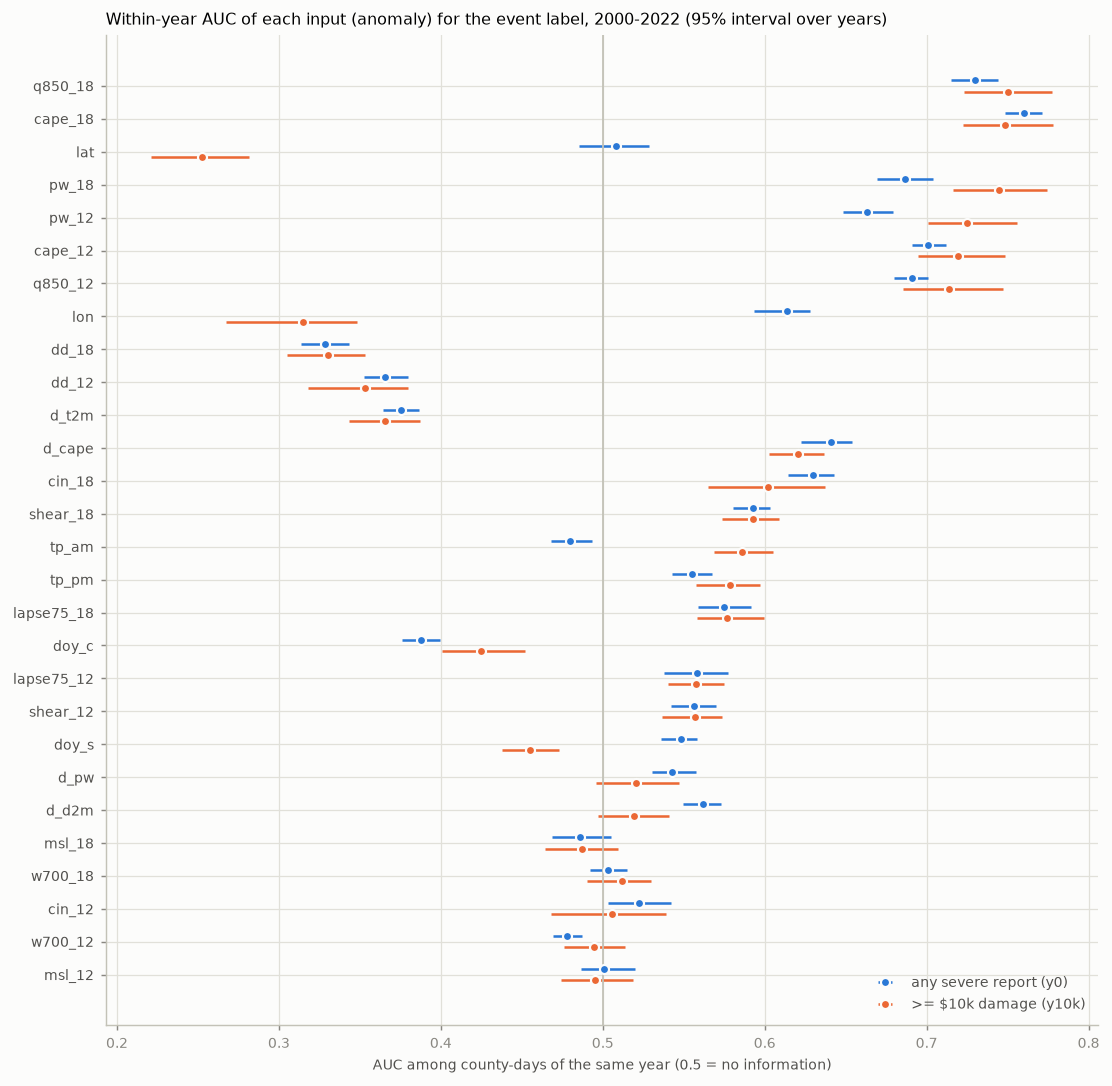 Within-year AUC of each input (anomaly) for the event label, 2000-2022 (95% interval over years)
q850_18
cape_18
lat
pw_18
pw_12
cape_12
q850_12
lon
dd_18
dd_12
d_t2m
d_cape
cin_18
shear_18
tp_am
tp_pm
lapse75_18
doy_c
lapse75_12
shear_12
doy_s
d_pw
d_d2m
msl_18
w700_18
cin_12
w700_12
msl_12
any severe report (y0)
>= $10k damage (y10k)
0.2 0.3 0.4 0.5 0.6 0.7 0.8
AUC among county-days of the same year (0.5 = no information)